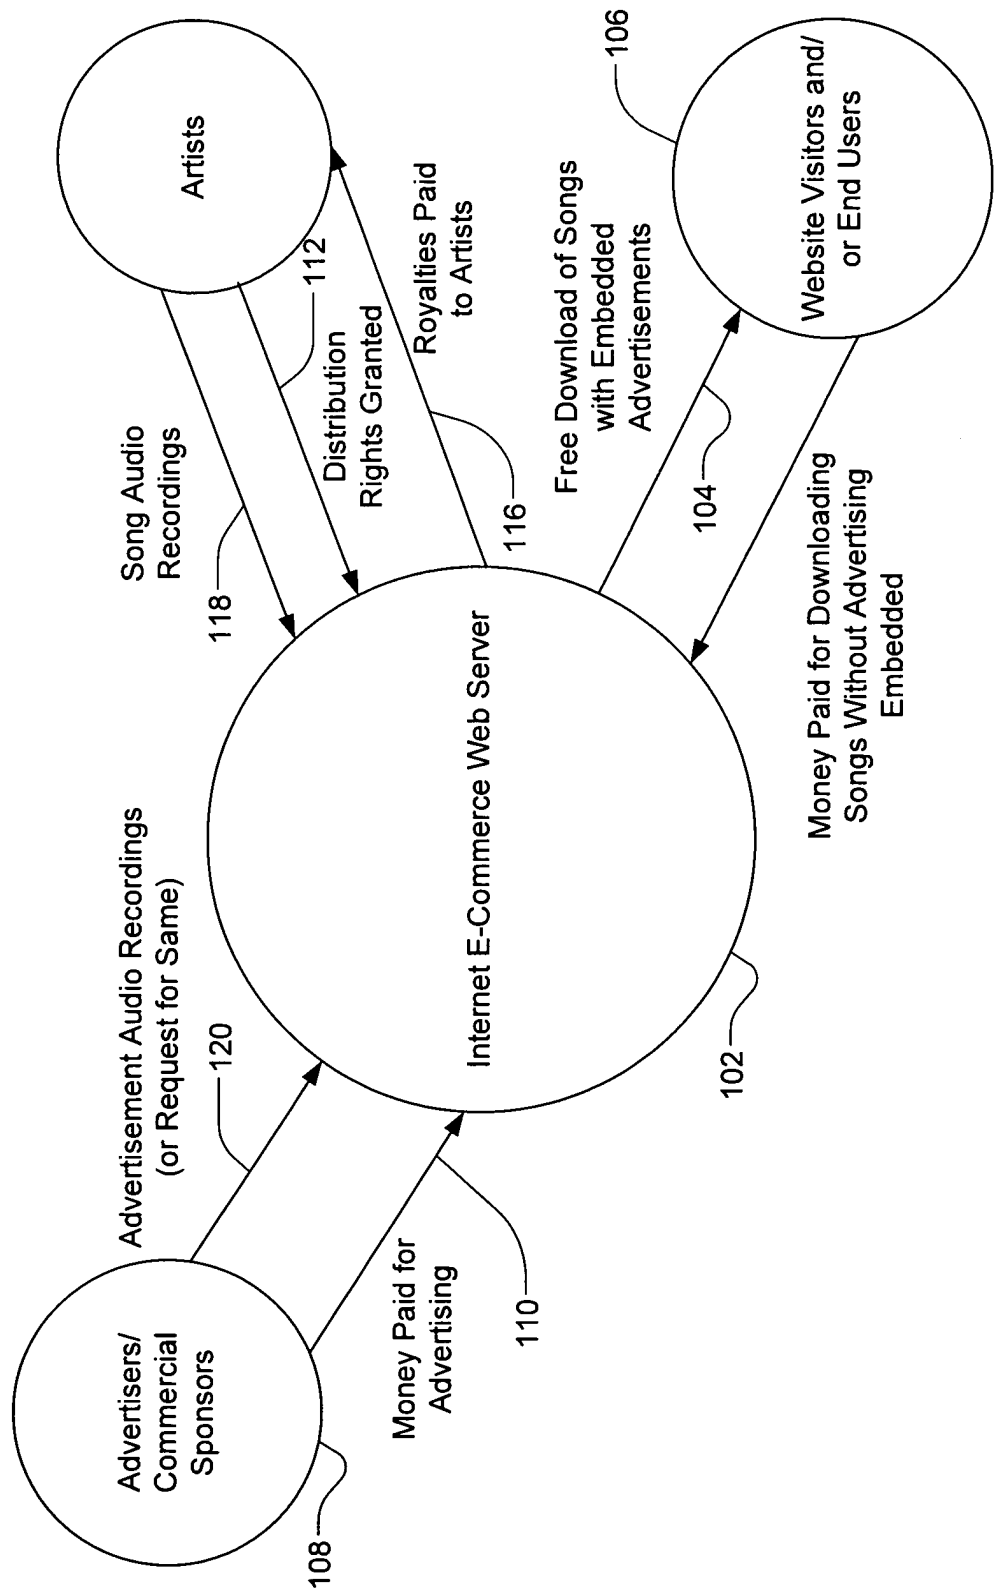 Advertisers/
Commercial
Sponsors
108
Advertisement Audio Recordings
(or Request for Same)
120
Money Paid for
Advertising
110
Internet E-Commerce Web Server
102
Song Audio
Recordings
118
Distribution
Rights Granted
112
Royalties Paid
to Artists
116
Artists
Free Download of Songs
with Embedded
Advertisements
104
Money Paid for Downloading
Songs Without Advertising
Embedded
Website Visitors and/
or End Users
106